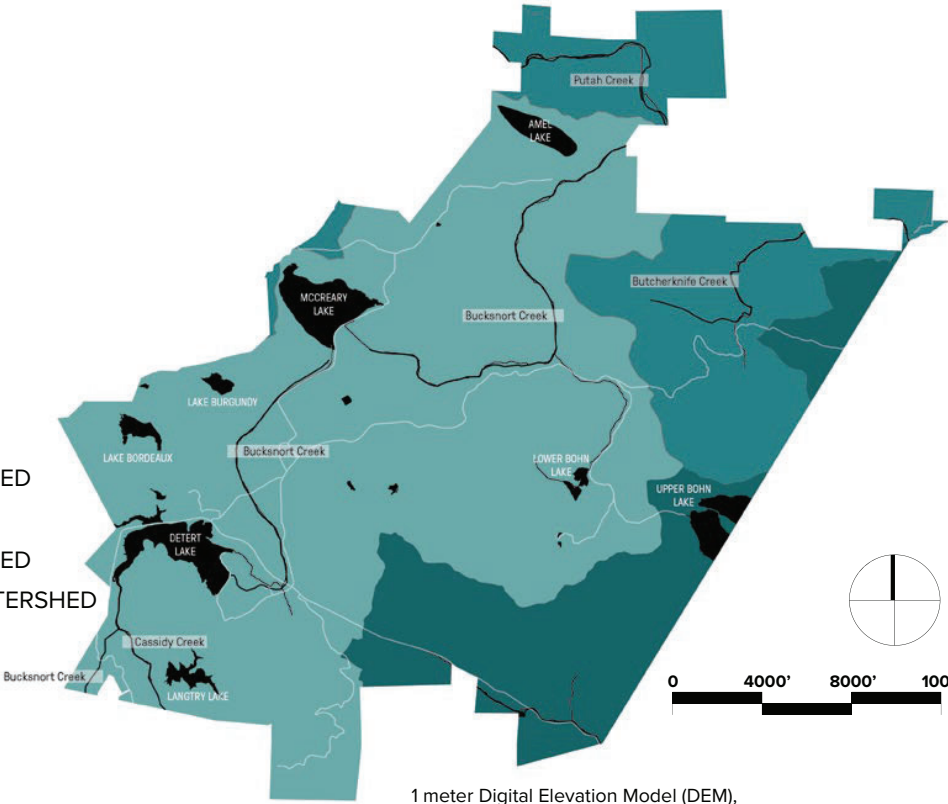 Putah Creek
AMEL
LAKE
Butcherknife Creek
MCCREARY
LAKE
Bucksnort Creek
LAKE BURGUNDY
Bucksnort Creek
LAKE BORDEAUX
LOWER BOHN
LAKE
ED
UPPER BOHN
LAKE
DETERT
LAKE
ED
TERSHED
Cassidy Creek
Bucksnort Creek
LANGTRY LAKE
0 4000' 8000' 100
1 meter Digital Elevation Model (DEM),